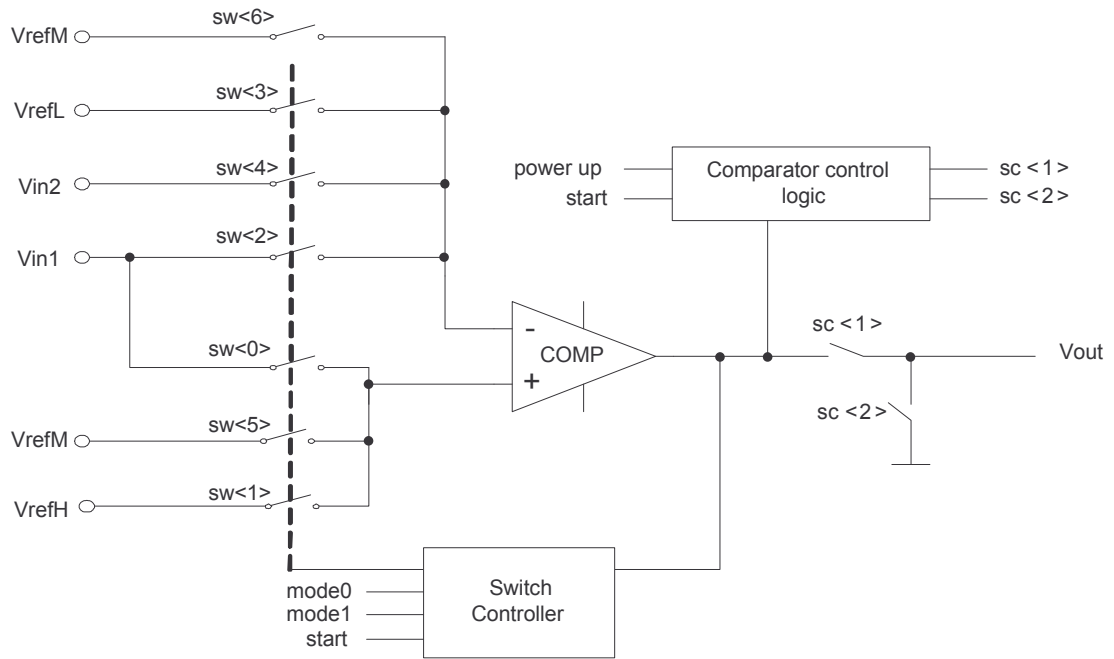 sw<6>
VrefM
sw<3>
VrefL
sw<4>
Vin2
sw<2>
Vin1
sw<0>
sw<5>
VrefM
sw<1>
VrefH
-
COMP
+
power up
start
Comparator control
logic
sc <1>
sc <2>
sc <1>
Vout
sc <2>
mode0
mode1
start
Switch
Controller